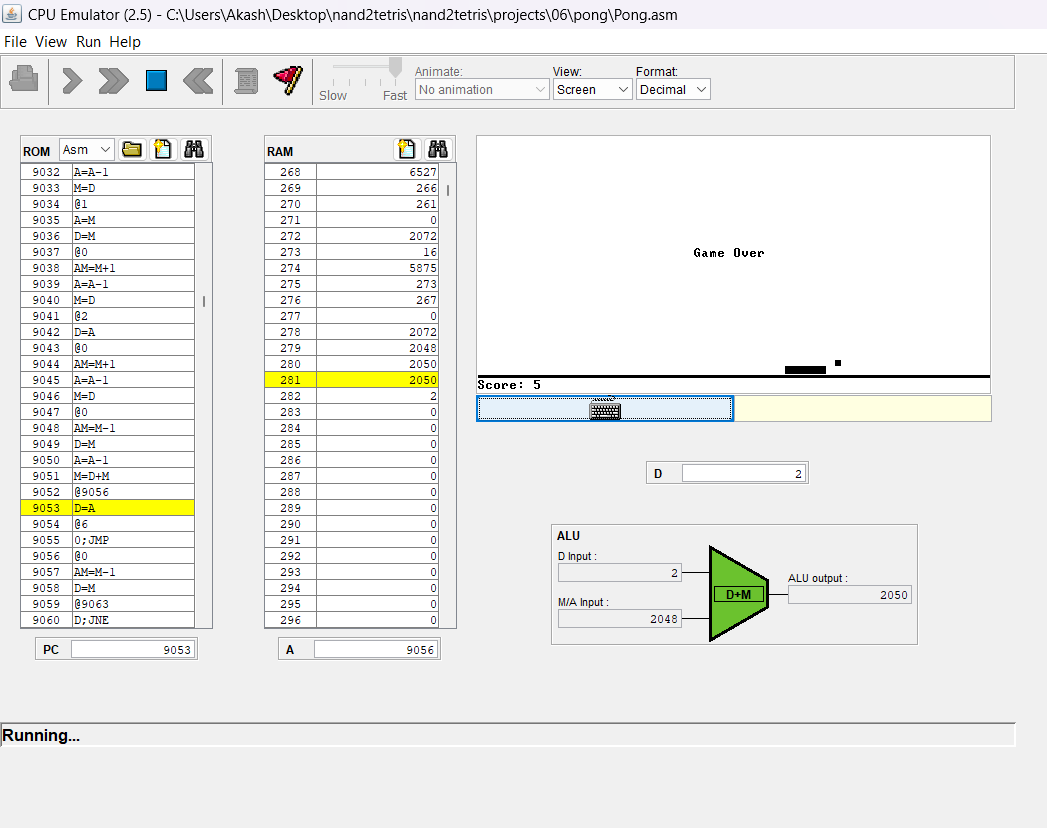 CPU Emulator (2.5) - C:\Users\Akash\Desktop\nand2tetris\nand2tetris\projects\06\pong\Pong.asm
File View Run Help
Slow Fast
Animate:
No animation
View:
Screen
Format:
Decimal
ROM Asm
9032 A=A-1
9033 M=D
9034 @1
9035 A=M
9036 D=M
9037 @0
9038 AM=M+1
9039 A=A-1
9040 M=D
9041 @2
9042 D=A
9043 @0
9044 AM=M+1
9045 A=A-1
9046 M=D
9047 @0
9048 AM=M-1
9049 D=M
9050 A=A-1
9051 M=D+M
9052 @9056
9053 D=A
9054 @6
9055 0;JMP
9056 @0
9057 AM=M-1
9058 D=M
9059 @9063
9060 D;JNE
PC 9053
RAM
268 6527
269 266
270 261
271 0
272 2072
273 16
274 5875
275 273
276 267
277 0
278 2072
279 2048
280 2050
281 2050
282 2
283 0
284 0
285 0
286 0
287 0
288 0
289 0
290 0
291 0
292 0
293 0
294 0
295 0
296 0
A 9056
Game Over
Score: 5
D 2
ALU
D Input :
2
M/A Input :
2048
D+M
ALU output :
2050
Running...